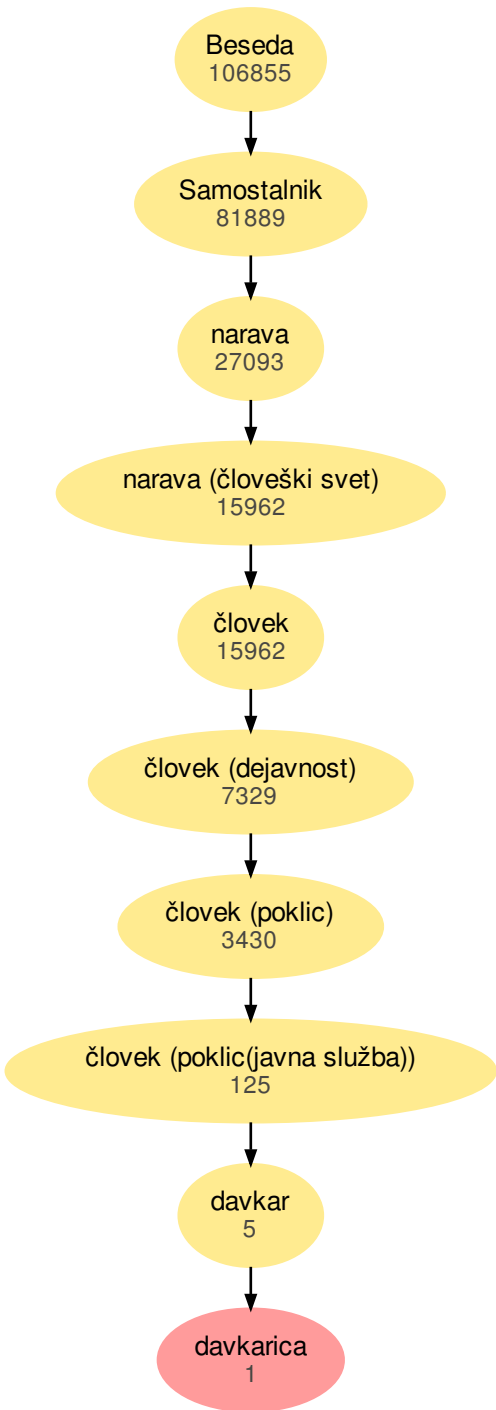 Beseda
106855
Samostalnik
81889
narava
27093
narava (človeški svet)
15962
človek
15962
človek (dejavnost)
7329
človek (poklic)
3430
človek (poklic(javna služba))
125
davkar
5
davkarica
1